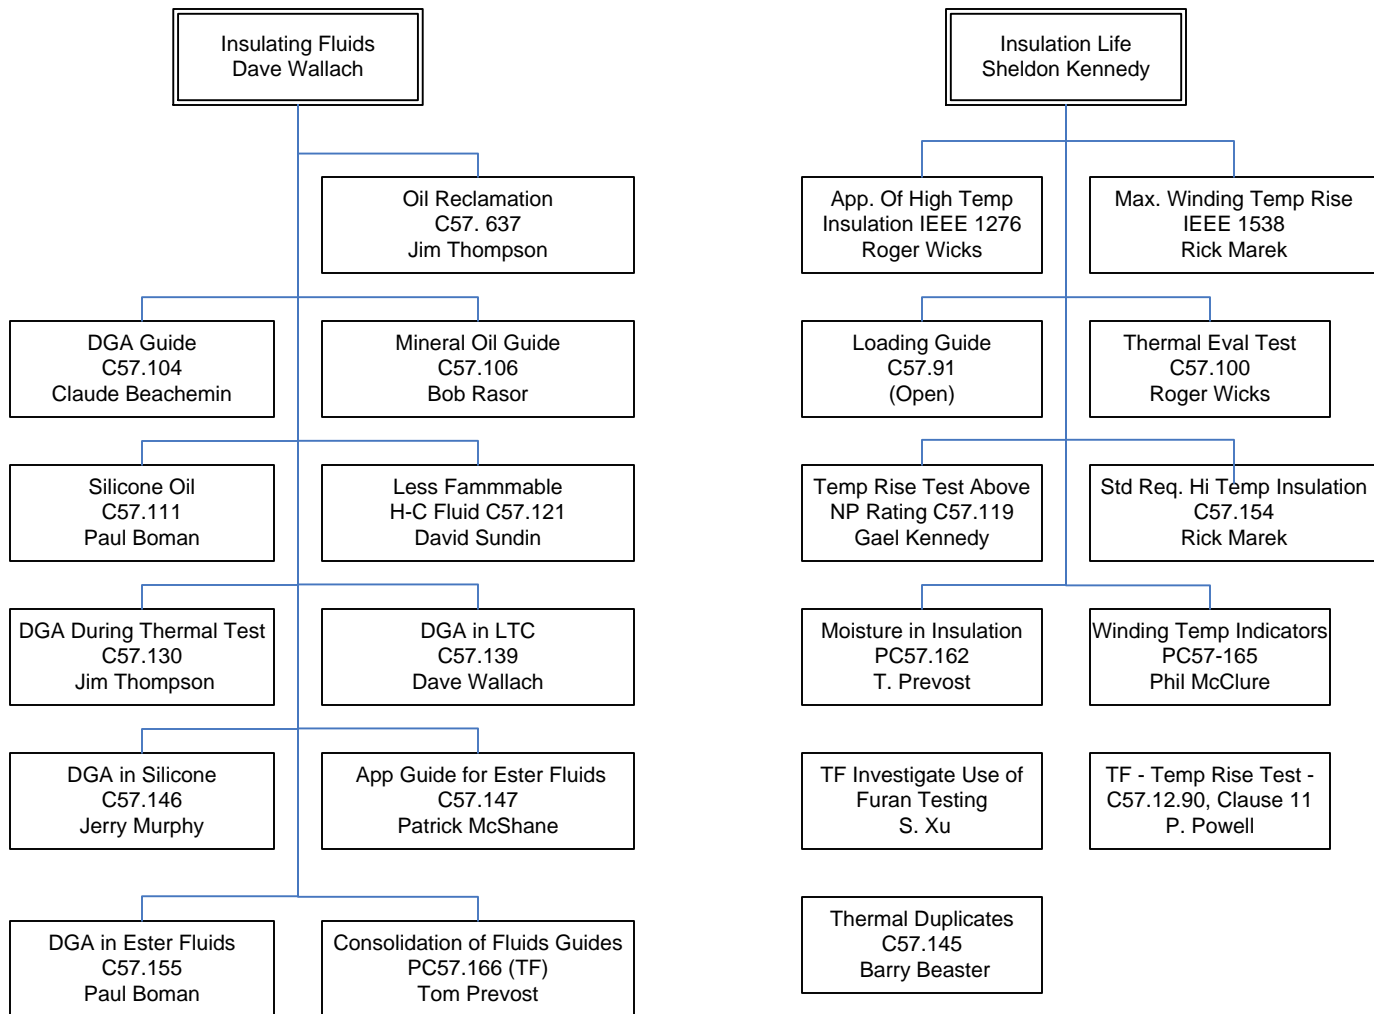 Insulating Fluids
Dave Wallach
Insulation Life
Sheldon Kennedy
Oil Reclamation
C57. 637
Jim Thompson
App. Of High Temp
Insulation IEEE 1276
Roger Wicks
Max. Winding Temp Rise
IEEE 1538
Rick Marek
DGA Guide
C57.104
Claude Beachemin
Mineral Oil Guide
C57.106
Bob Rasor
Loading Guide
C57.91
(Open)
Thermal Eval Test
C57.100
Roger Wicks
Silicone Oil
C57.111
Paul Boman
Less Fammmable
H-C Fluid C57.121
David Sundin
Temp Rise Test Above
NP Rating C57.119
Gael Kennedy
Std Req. Hi Temp Insulation
C57.154
Rick Marek
DGA During Thermal Test
C57.130
Jim Thompson
DGA in LTC
C57.139
Dave Wallach
Moisture in Insulation
PC57.162
T. Prevost
Winding Temp Indicators
PC57-165
Phil McClure
DGA in Silicone
C57.146
Jerry Murphy
App Guide for Ester Fluids
C57.147
Patrick McShane
TF Investigate Use of
Furan Testing
S. Xu
TF - Temp Rise Test -
C57.12.90, Clause 11
P. Powell
DGA in Ester Fluids
C57.155
Paul Boman
Consolidation of Fluids Guides
PC57.166 (TF)
Tom Prevost
Thermal Duplicates
C57.145
Barry Beaster